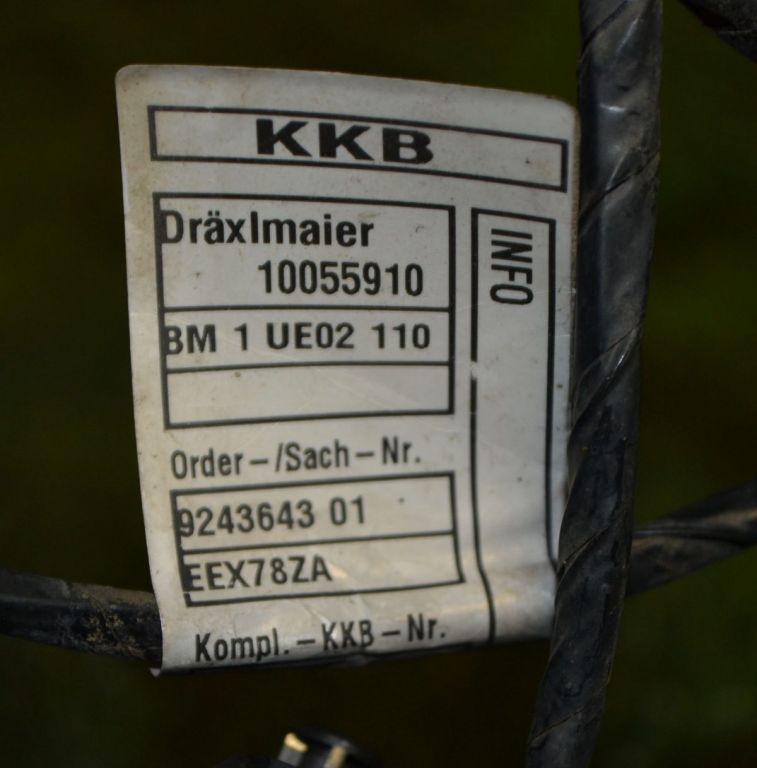 KKB
Dräxlmaier
10055910
BM 1 UE02 110
INFO
Order-/Sach-Nr.
9243643 01
EEX78ZA
Kompl.-KKB-Nr.